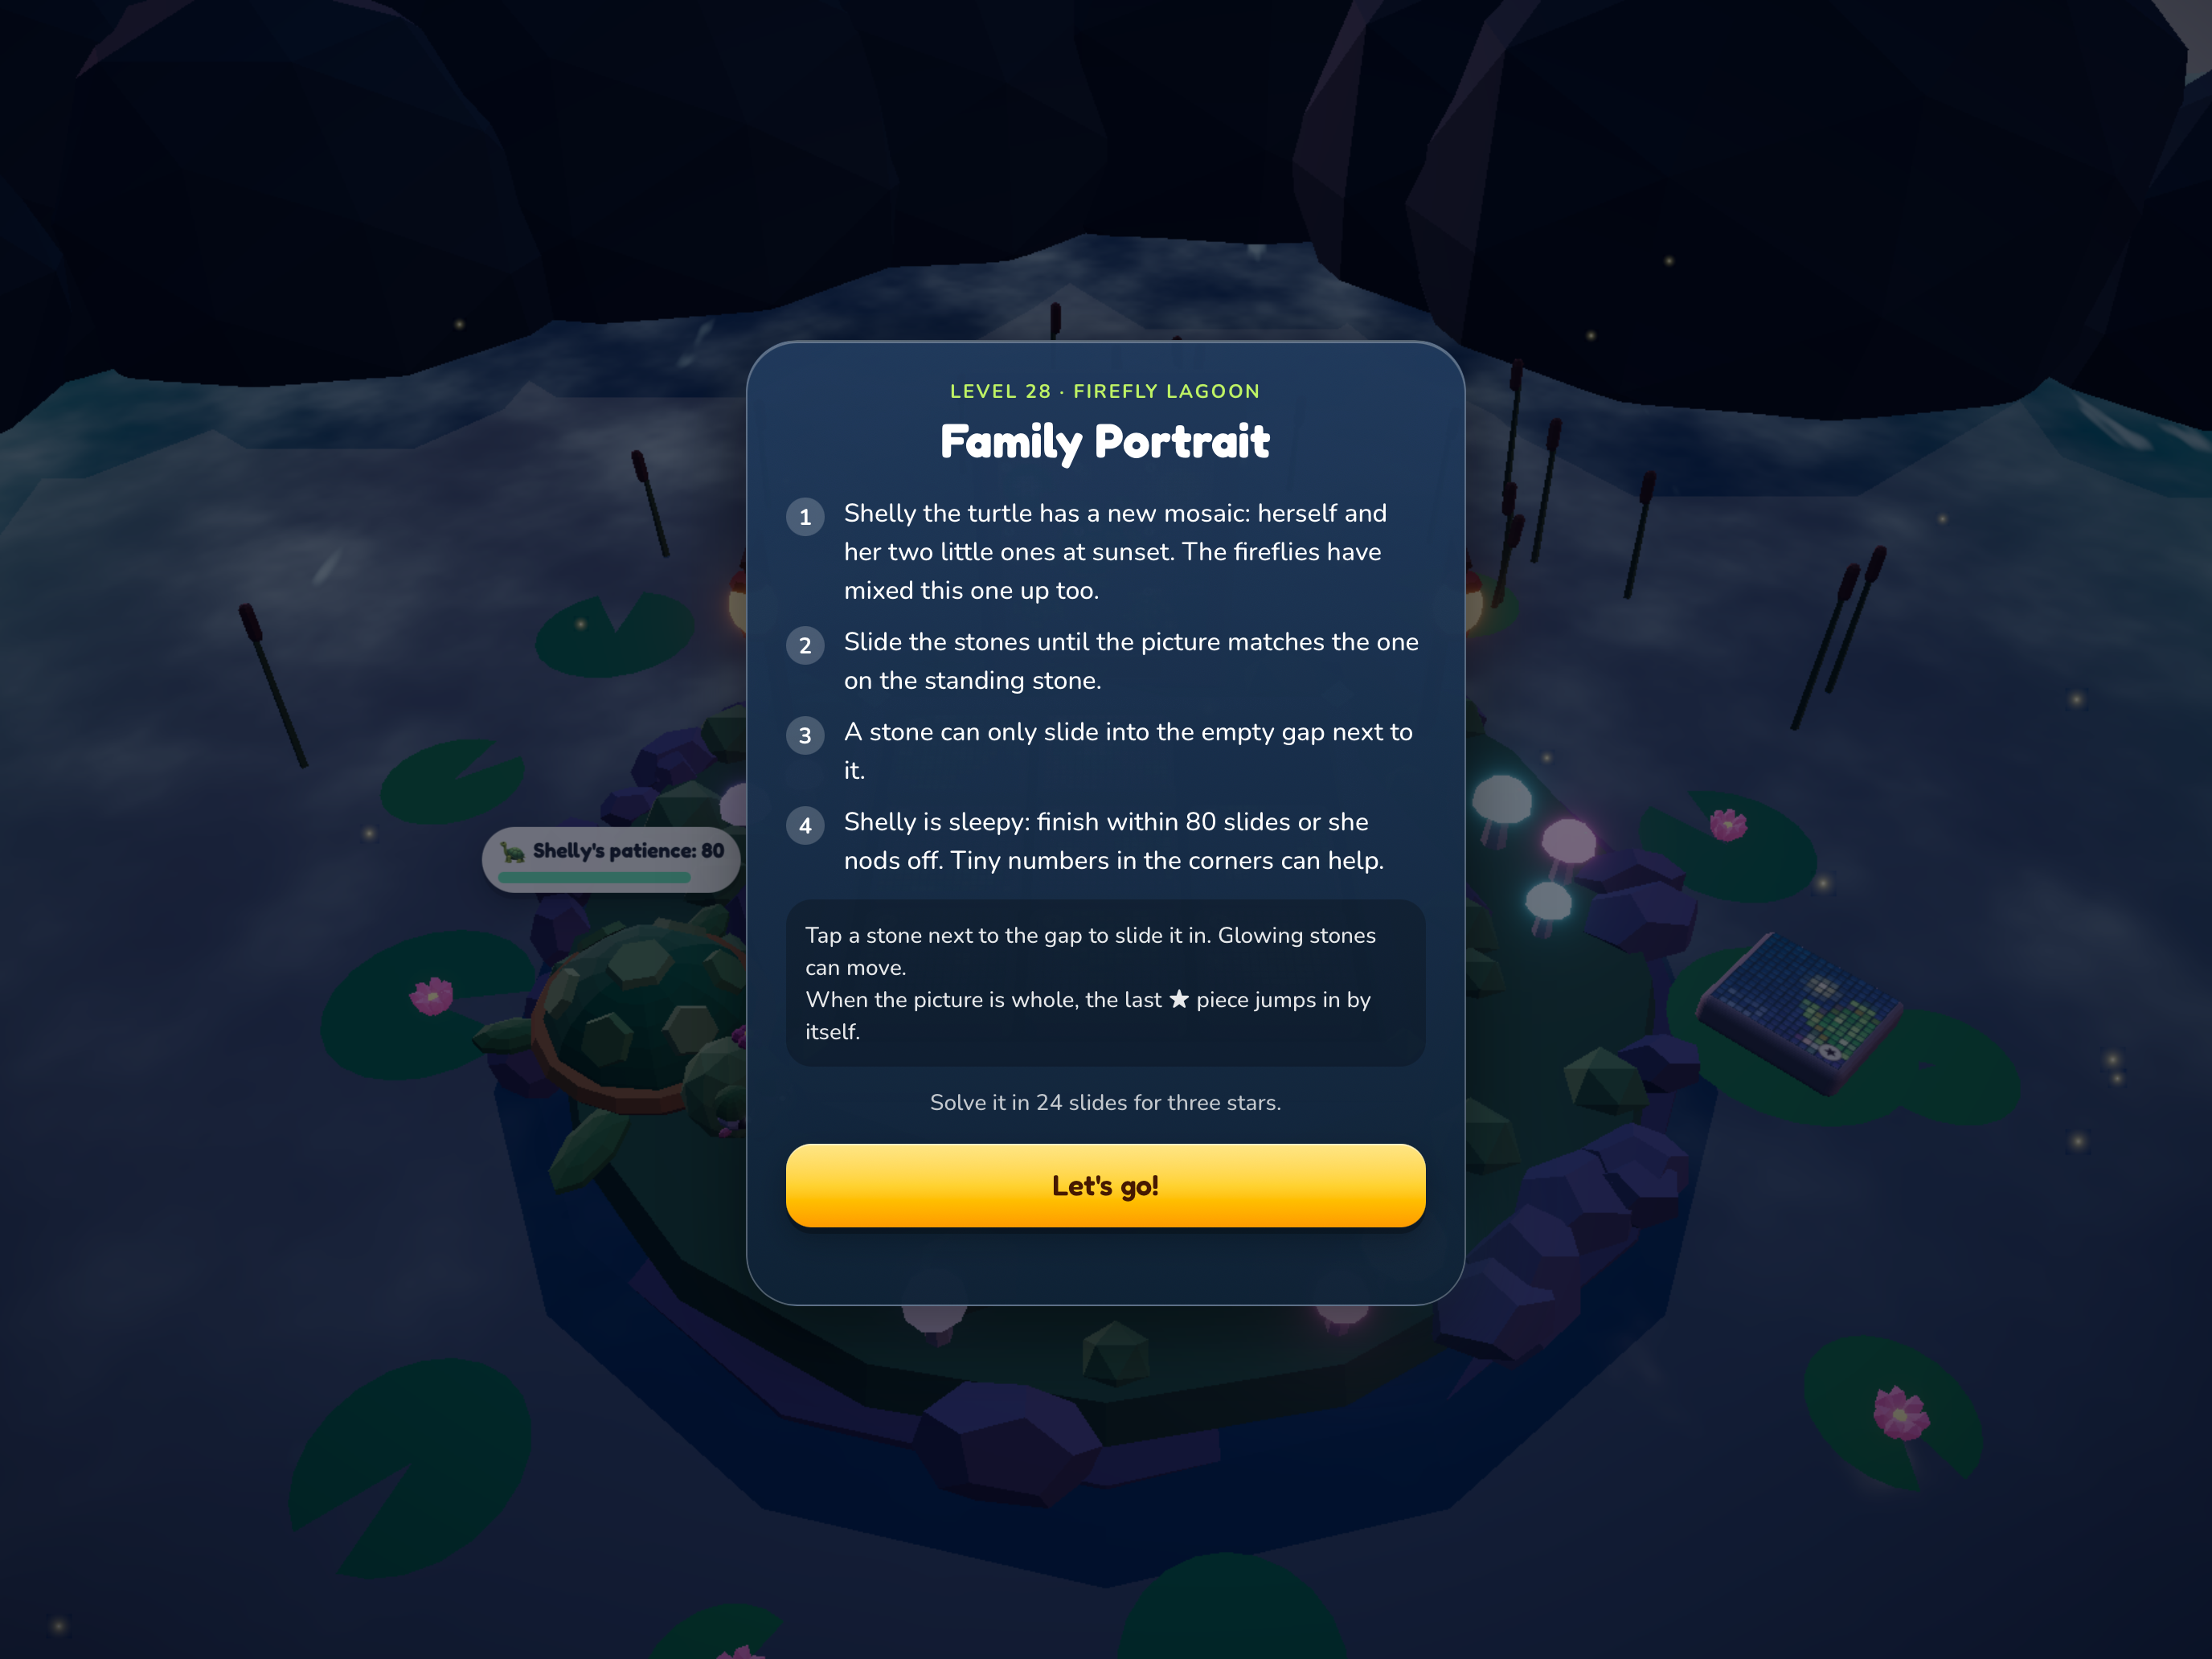 LEVEL 28 · FIREFLY LAGOON
Family Portrait
1 Shelly the turtle has a new mosaic: herself and
her two little ones at sunset. The fireflies have
mixed this one up too.
2 Slide the stones until the picture matches the one
on the standing stone.
3 A stone can only slide into the empty gap next to
it.
4 Shelly is sleepy: finish within 80 slides or she
nods off. Tiny numbers in the corners can help.
Shelly's patience: 80
Tap a stone next to the gap to slide it in. Glowing stones
can move.
When the picture is whole, the last ★ piece jumps in by
itself.
Solve it in 24 slides for three stars.
Let's go!